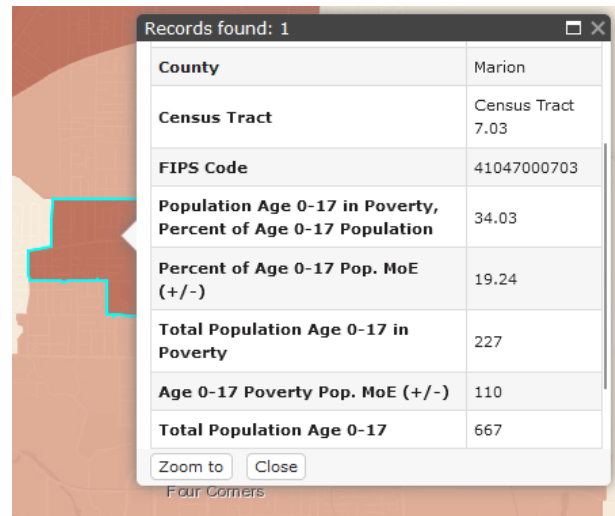 Records found: 1
County Marion
Census Tract Census Tract 7.03
FIPS Code 41047000703
Population Age 0-17 in Poverty, Percent of Age 0-17 Population 34.03
Percent of Age 0-17 Pop. MoE (+/-) 19.24
Total Population Age 0-17 in Poverty 227
Age 0-17 Poverty Pop. MoE (+/-) 110
Total Population Age 0-17 667
Zoom to Close
Four Corners